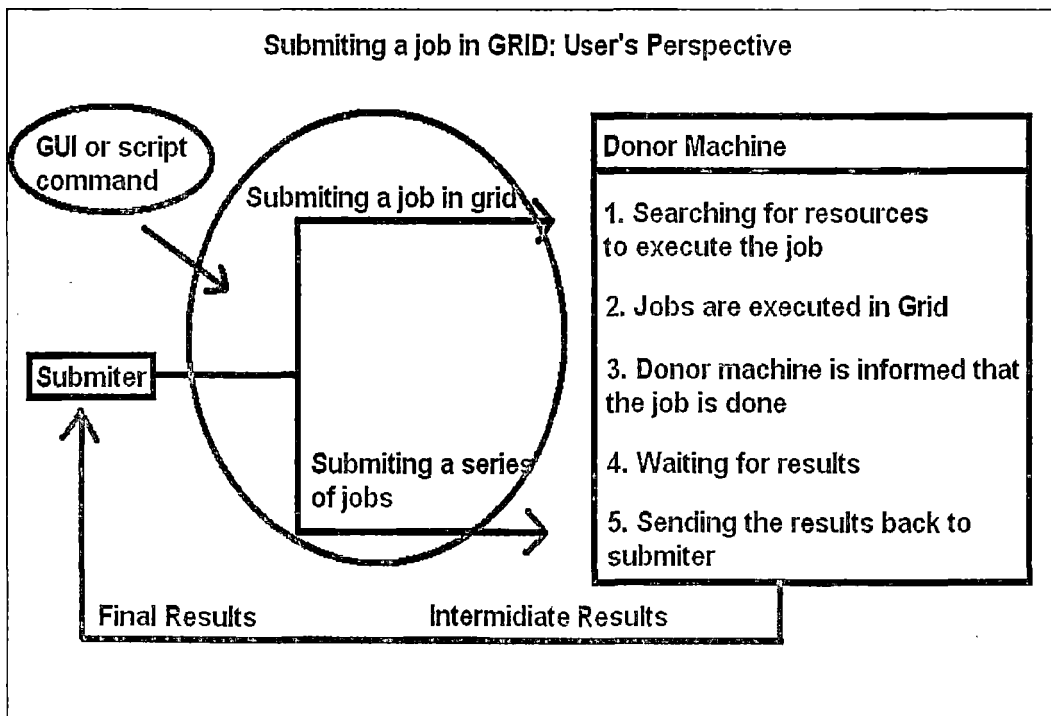 Submiting a job in GRID: User's Perspective
GUI or script
command
Submiting a job in grid
Submiter
Submiting a series
of jobs
Donor Machine
1. Searching for resources
to execute the job
2. Jobs are executed in Grid
3. Donor machine is informed that
the job is done
4. Waiting for results
5. Sending the results back to
submiter
Final Results
Intermidiate Results